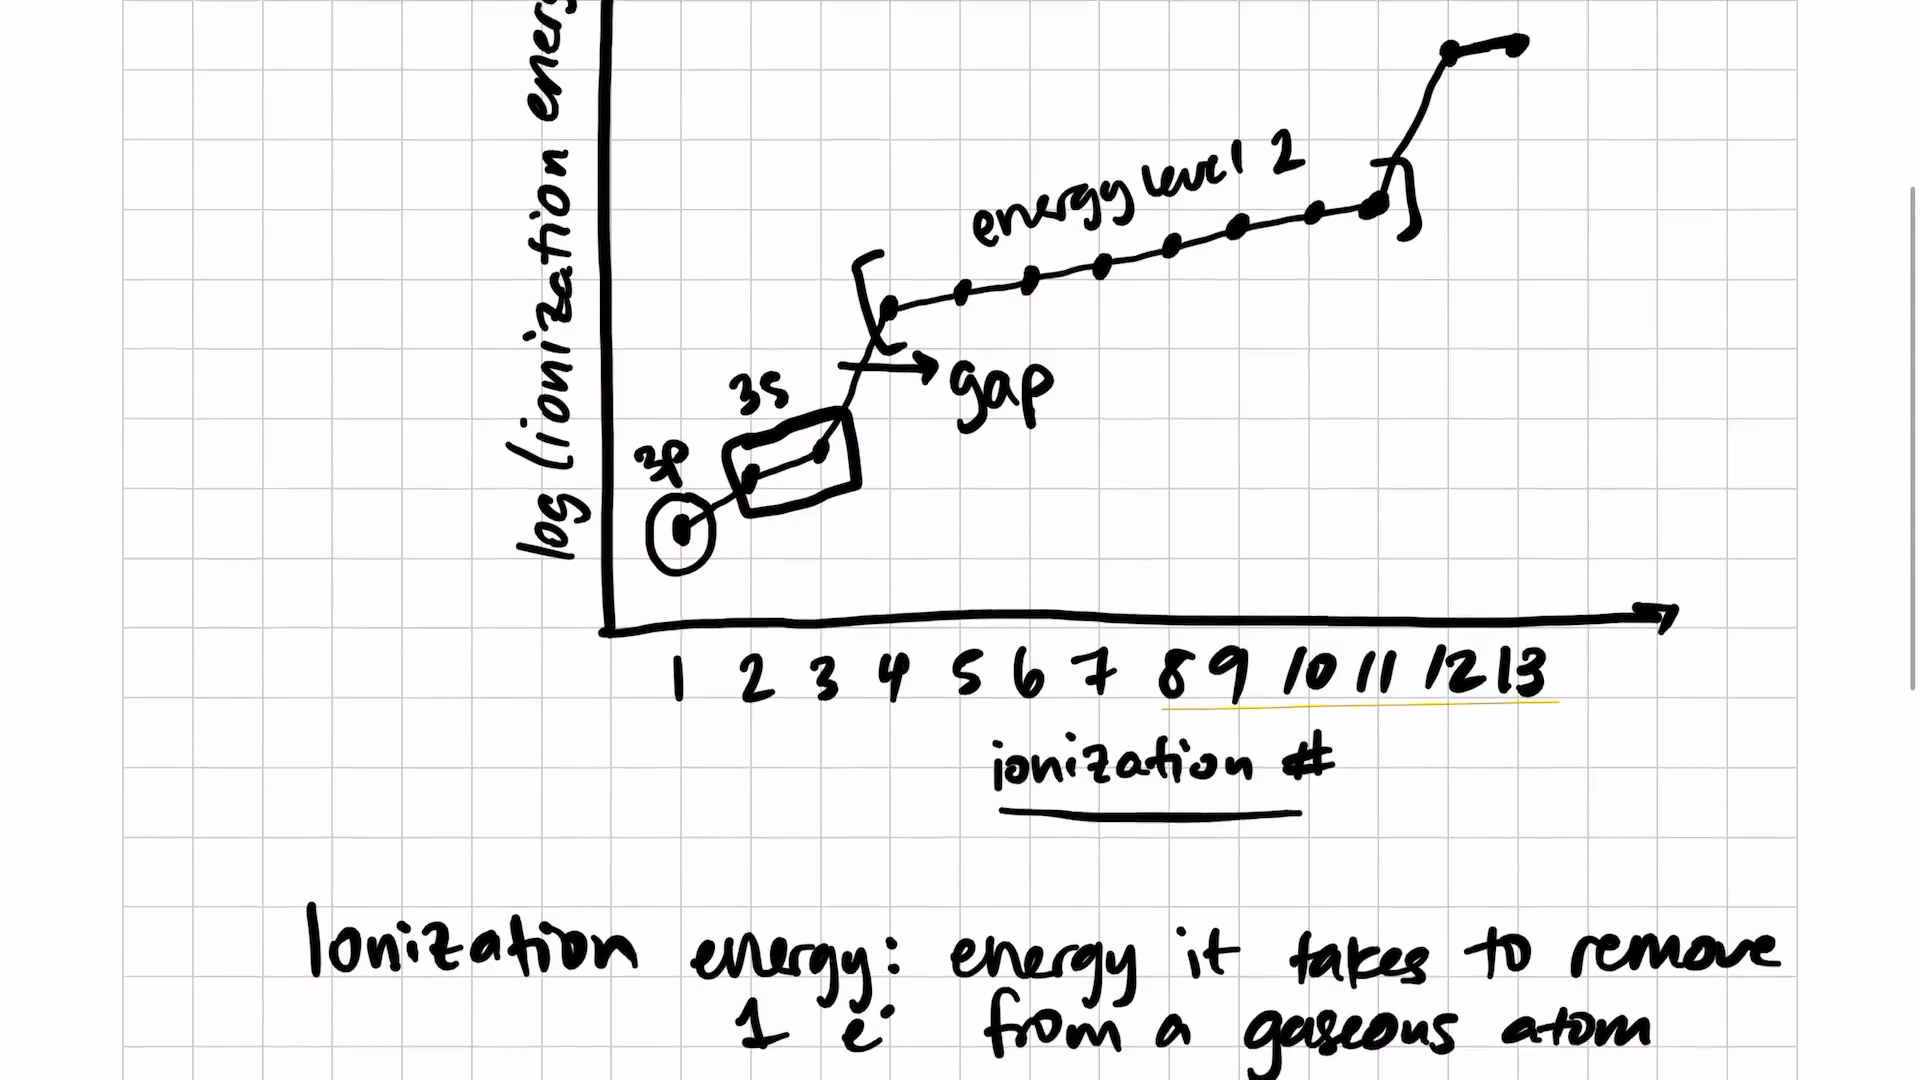 log (ionization energ
energy level 2
gap
3s
3p
1 2 3 4 5 6 7 8 9 10 11 12 13
ionization #
Ionization energy: energy it takes to remove
1 e- from a gaseous atom